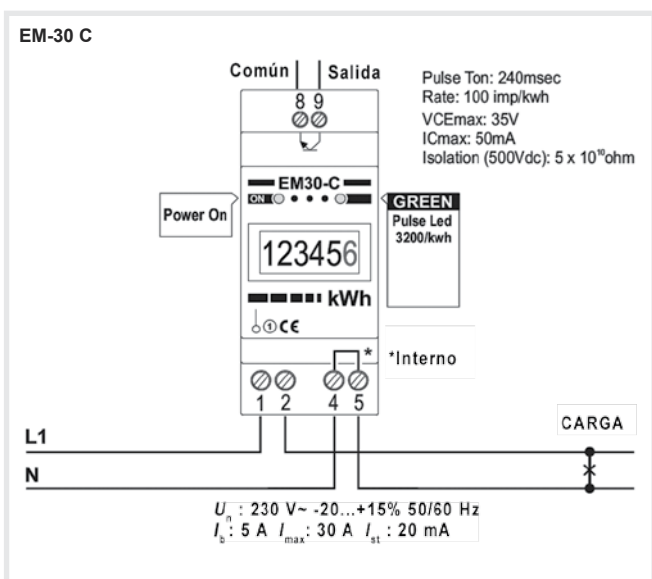 EM-30 C
Común Salida
8 9
Pulse Ton: 240msec
Rate: 100 imp/kwh
VCEmax: 35V
ICmax: 50mA
Isolation (500Vdc): 5 x 10¹⁰ohm
EM30-C
ON
Power On
GREEN
Pulse Led
3200/kwh
123456
kWh
1 CE
*
*Interno
1 2 4 5
CARGA
L1
N
Uₙ : 230 V~ -20...+15% 50/60 Hz
I_b : 5 A I_max : 30 A I_st : 20 mA